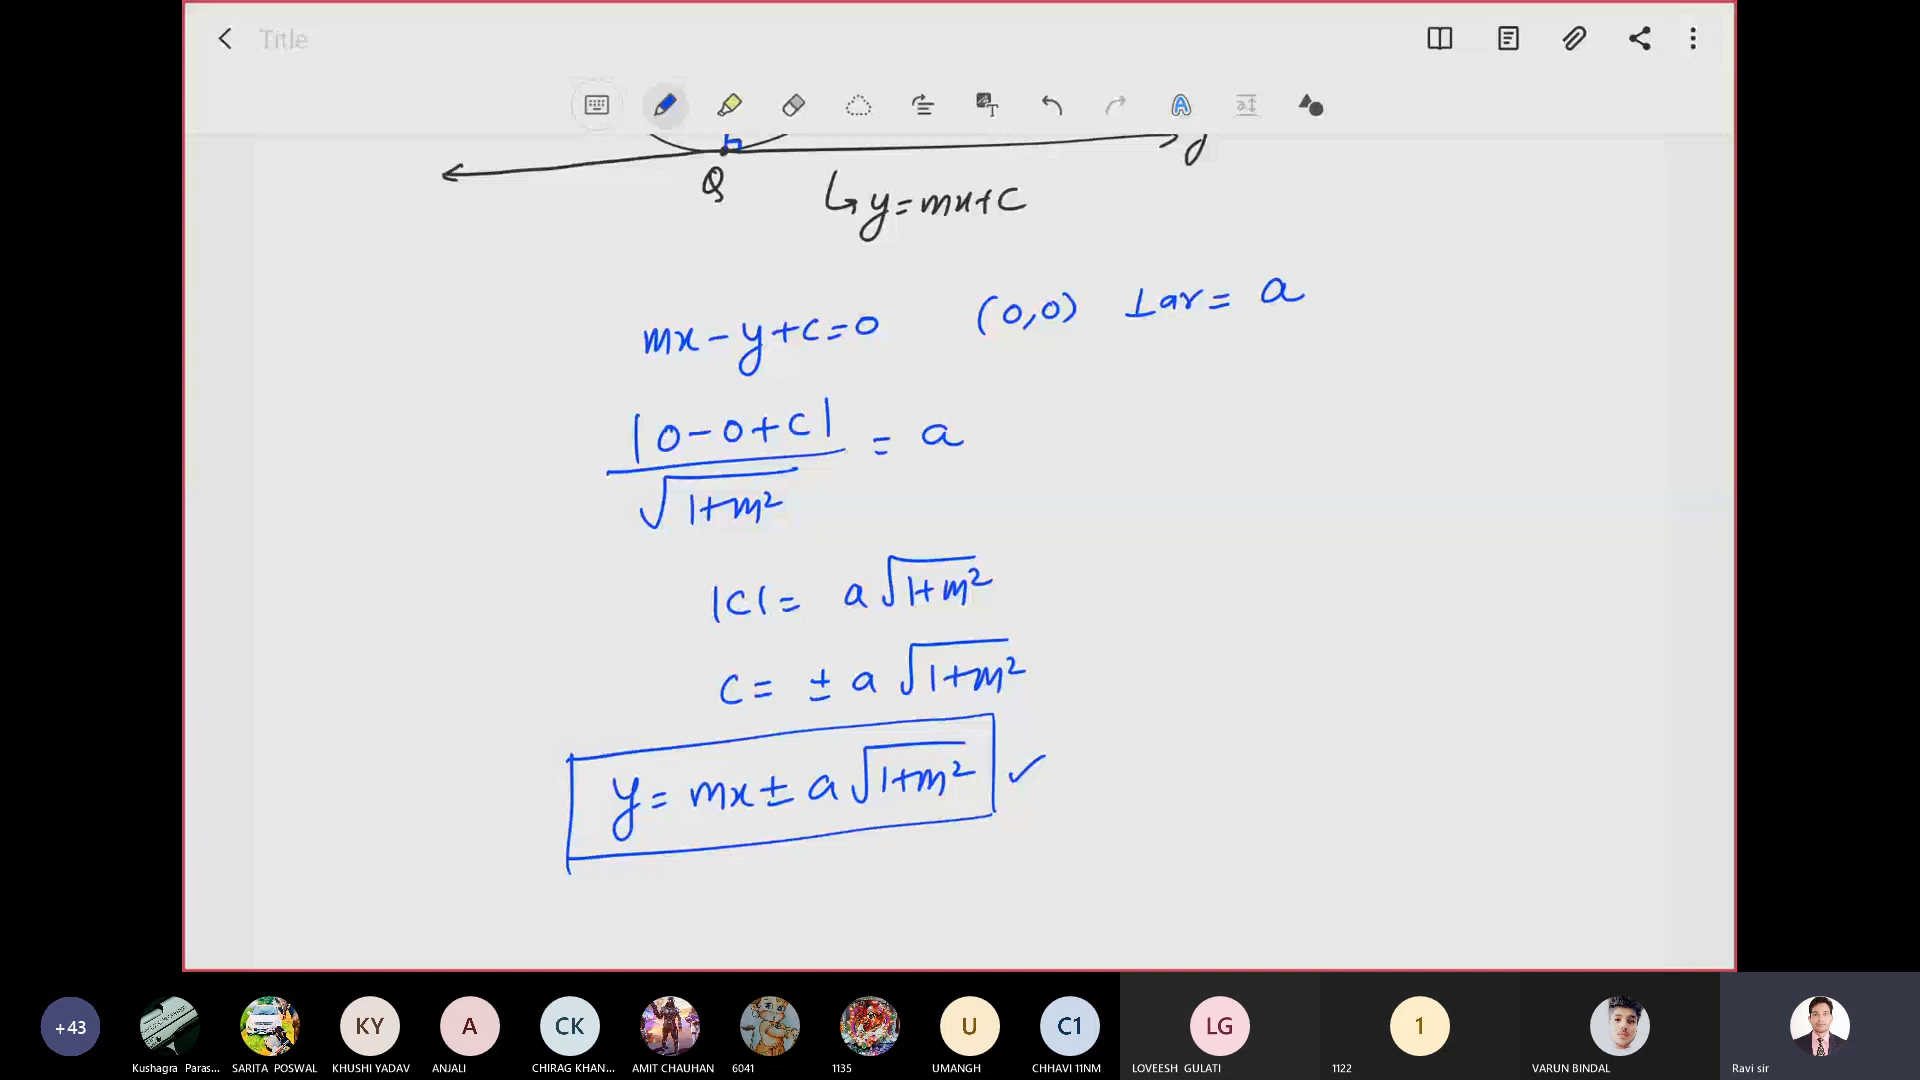 Title
Q
y=mx+c
mx-y+c=0 (0,0) ⊥ar= a
|0-0+c| / √1+m² = a
|c|= a√1+m²
c= ± a √1+m²
y= mx± a√1+m² ✓
+43 KY A CK U C1 LG 1
Kushagra Paras... SARITA POSWAL KHUSHI YADAV ANJALI CHIRAG KHAN... AMIT CHAUHAN 6041 1135 UMANGH CHHAVI 11NM LOVEESH GULATI 1122 VARUN BINDAL Ravi sir